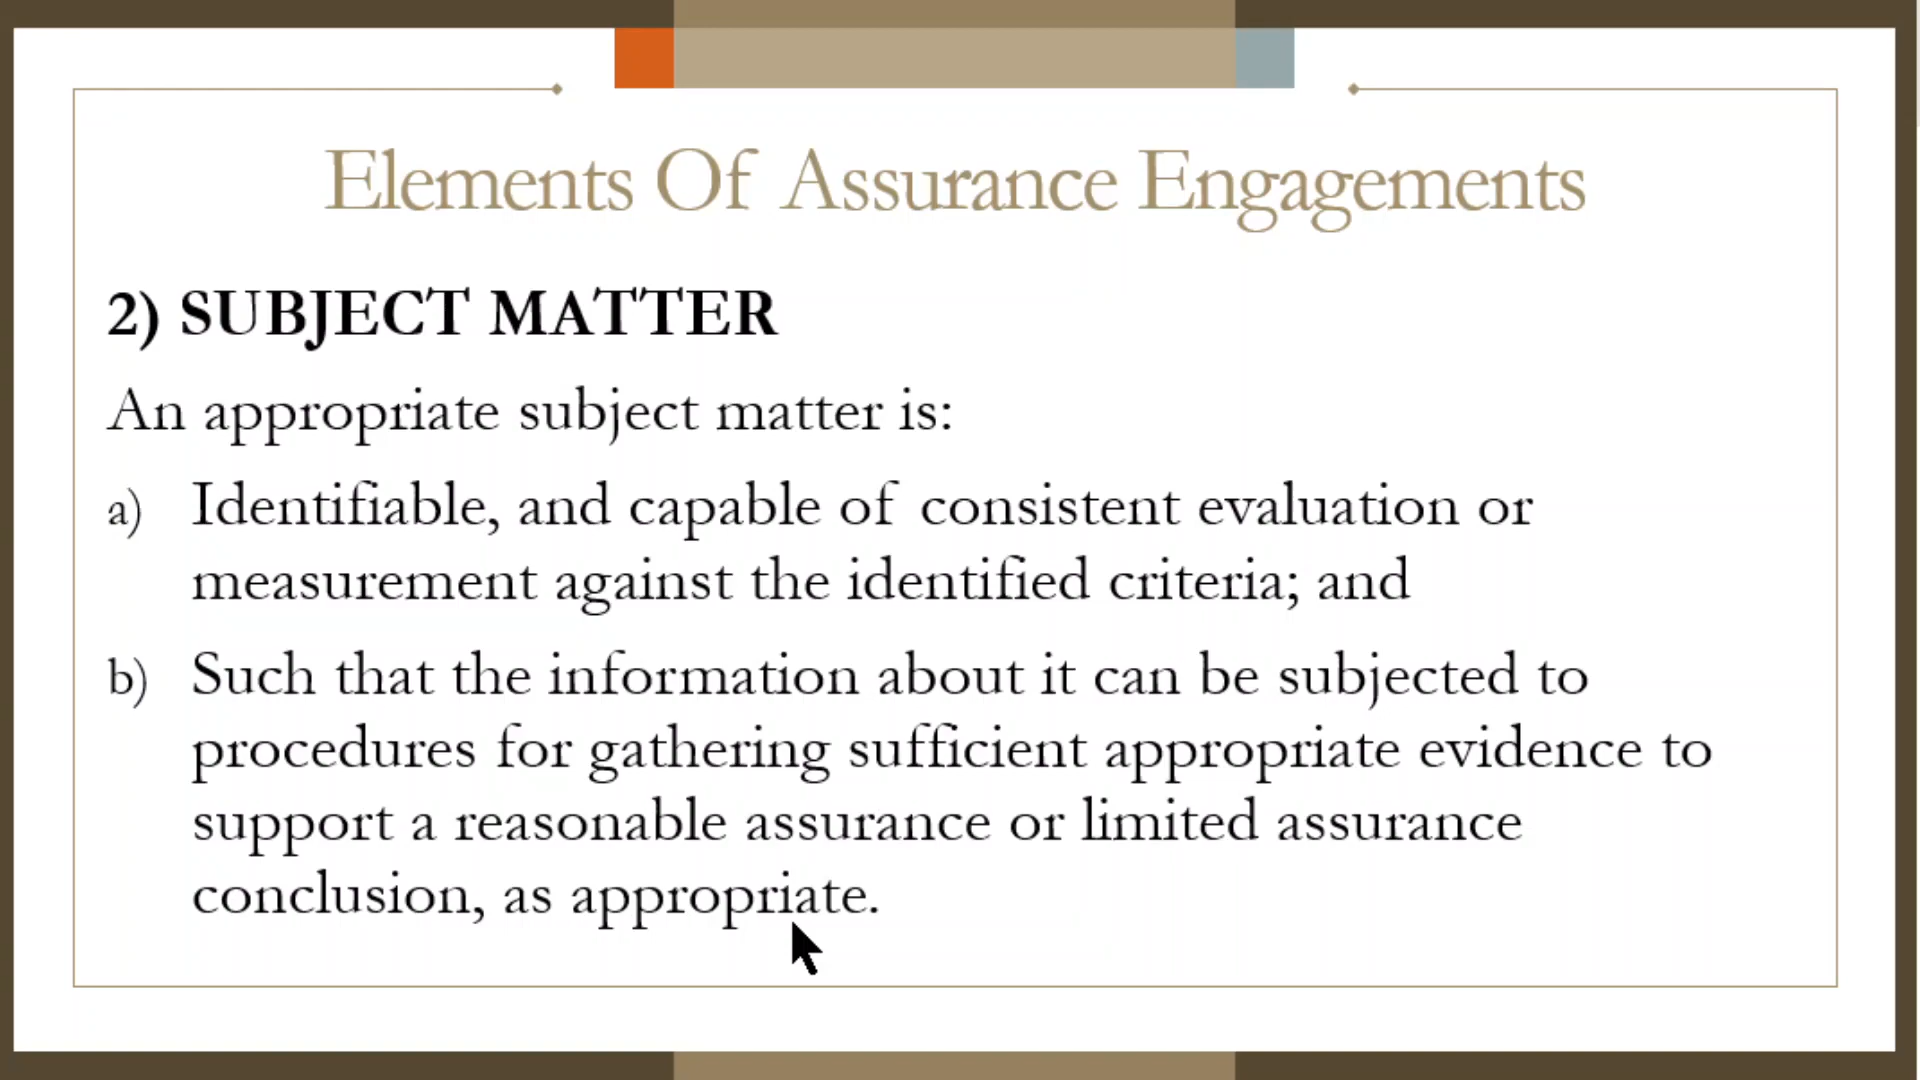 Elements Of Assurance Engagements
2) SUBJECT MATTER
An appropriate subject matter is:
a) Identifiable, and capable of consistent evaluation or
measurement against the identified criteria; and
b) Such that the information about it can be subjected to
procedures for gathering sufficient appropriate evidence to
support a reasonable assurance or limited assurance
conclusion, as appropriate.